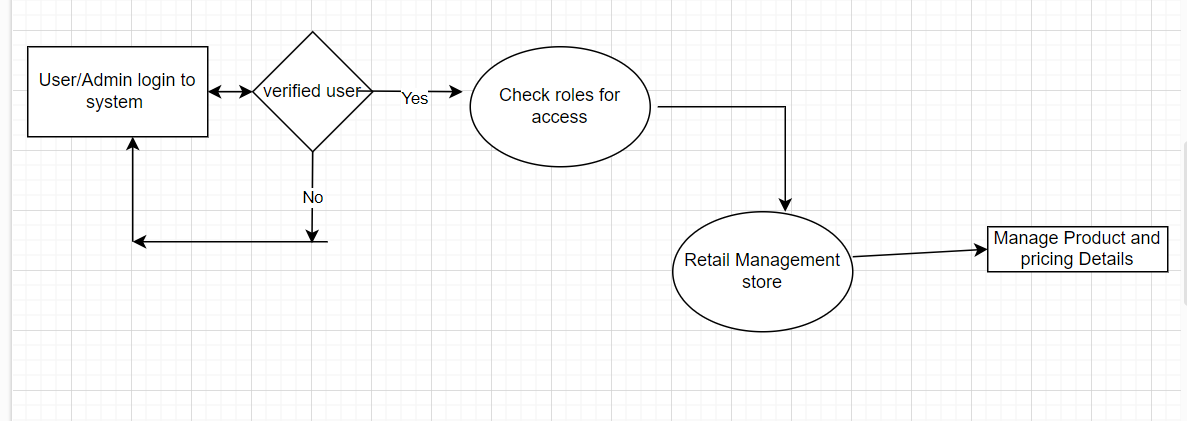 User/Admin login to
system
verified user
Yes
No
Check roles for
access
Retail Management
store
Manage Product and
pricing Details